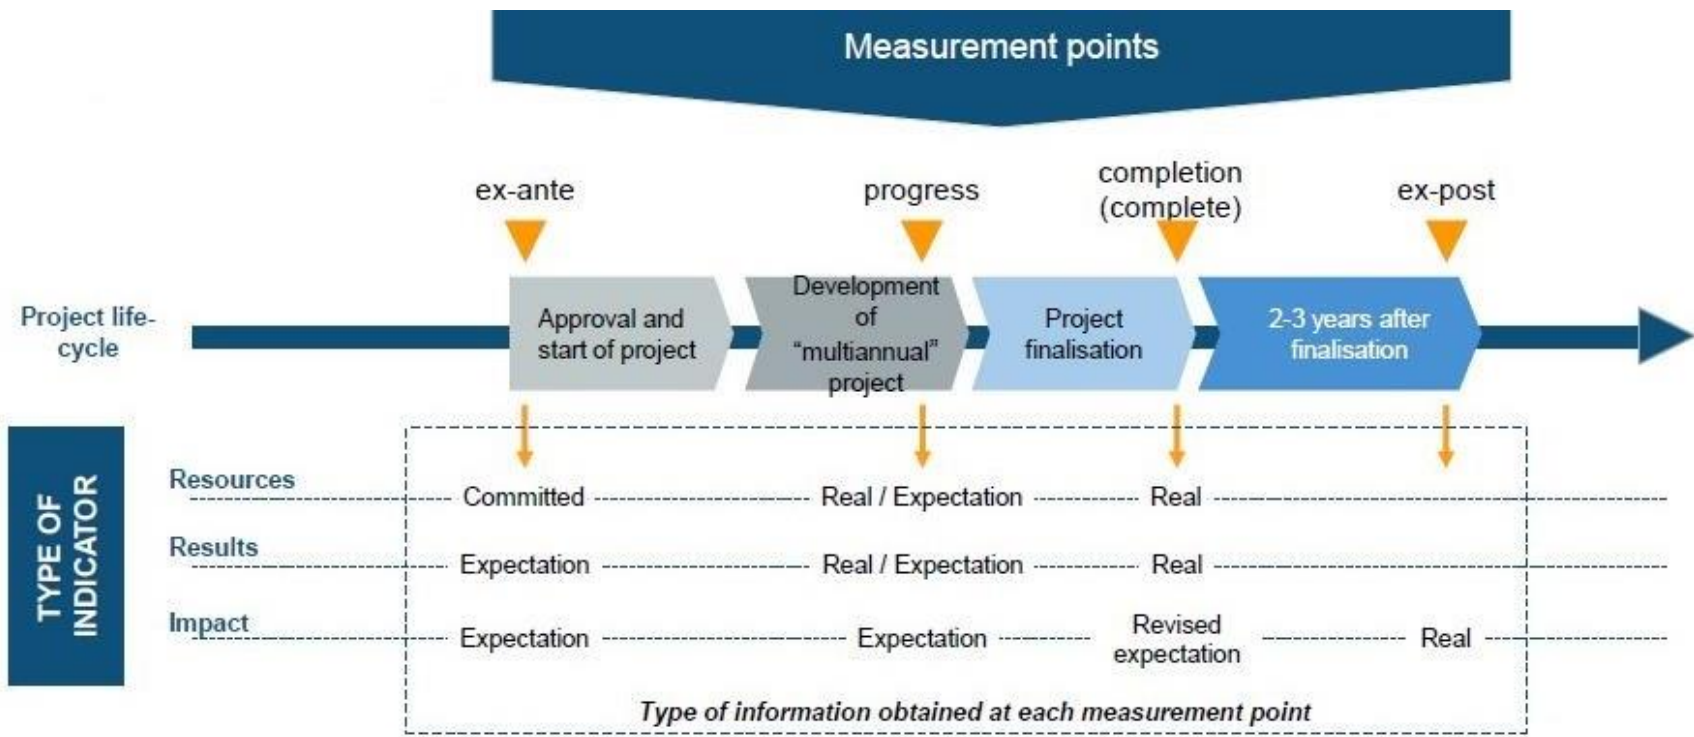 Measurement points
ex-ante
progress
completion
(complete)
ex-post
Project life-
cycle
Approval and
start of project
Development
of
“multiannual”
project
Project
finalisation
2-3 years after
finalisation
TYPE OF
INDICATOR
Resources
Committed
Real / Expectation
Real
Results
Expectation
Real / Expectation
Real
Impact
Expectation
Expectation
Revised
expectation
Real
Type of information obtained at each measurement point